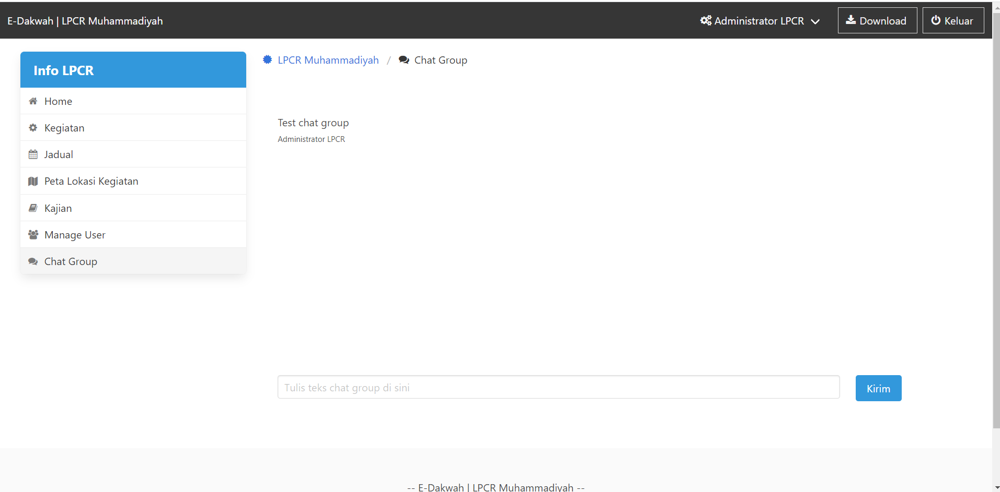 E-Dakwah | LPCR Muhammadiyah
Administrator LPCR
Download
Keluar
Info LPCR
Home
Kegiatan
Jadual
Peta Lokasi Kegiatan
Kajian
Manage User
Chat Group
LPCR Muhammadiyah / Chat Group
Test chat group
Administrator LPCR
Tulis teks chat group di sini
Kirim
-- E-Dakwah | LPCR Muhammadiyah --